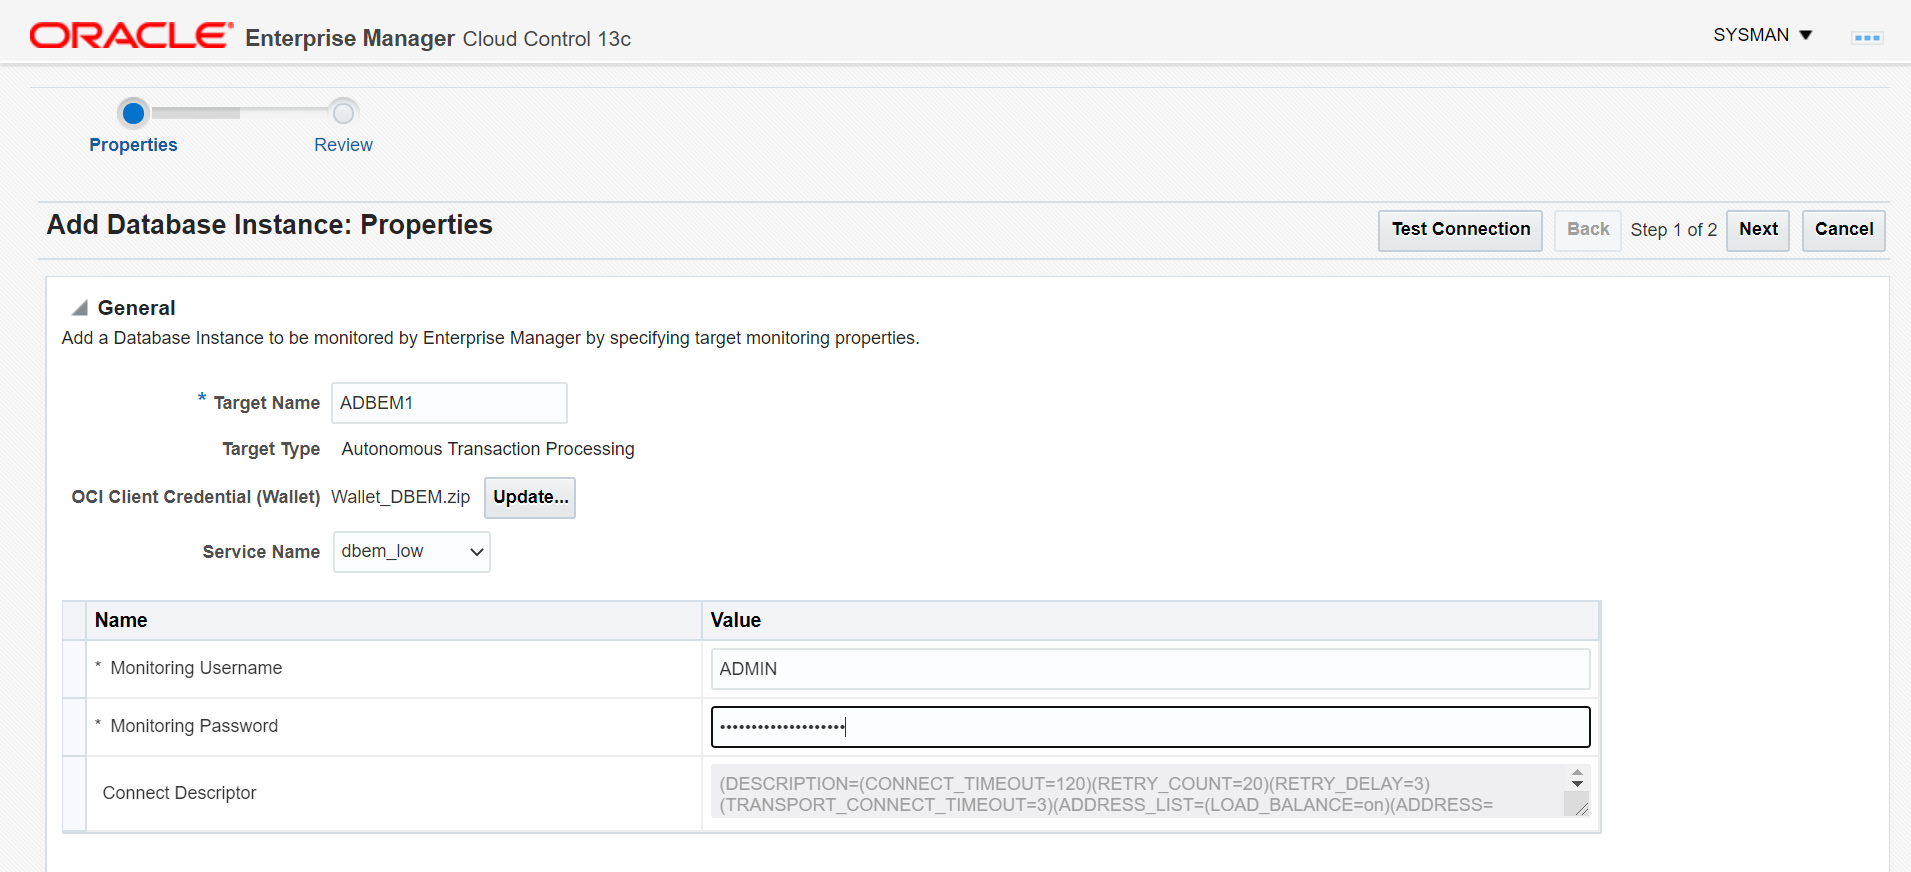 ORACLE Enterprise Manager Cloud Control 13c
SYSMAN
Properties
Review
Add Database Instance: Properties
Test Connection Back Step 1 of 2 Next Cancel
General
Add a Database Instance to be monitored by Enterprise Manager by specifying target monitoring properties.
* Target Name ADBEM1
Target Type Autonomous Transaction Processing
OCI Client Credential (Wallet) Wallet_DBEM.zip Update...
Service Name dbem_low
Name Value
* Monitoring Username ADMIN
* Monitoring Password ••••••••••••••••••••
Connect Descriptor
(DESCRIPTION=(CONNECT_TIMEOUT=120)(RETRY_COUNT=20)(RETRY_DELAY=3)
(TRANSPORT_CONNECT_TIMEOUT=3)(ADDRESS_LIST=(LOAD_BALANCE=on)(ADDRESS=